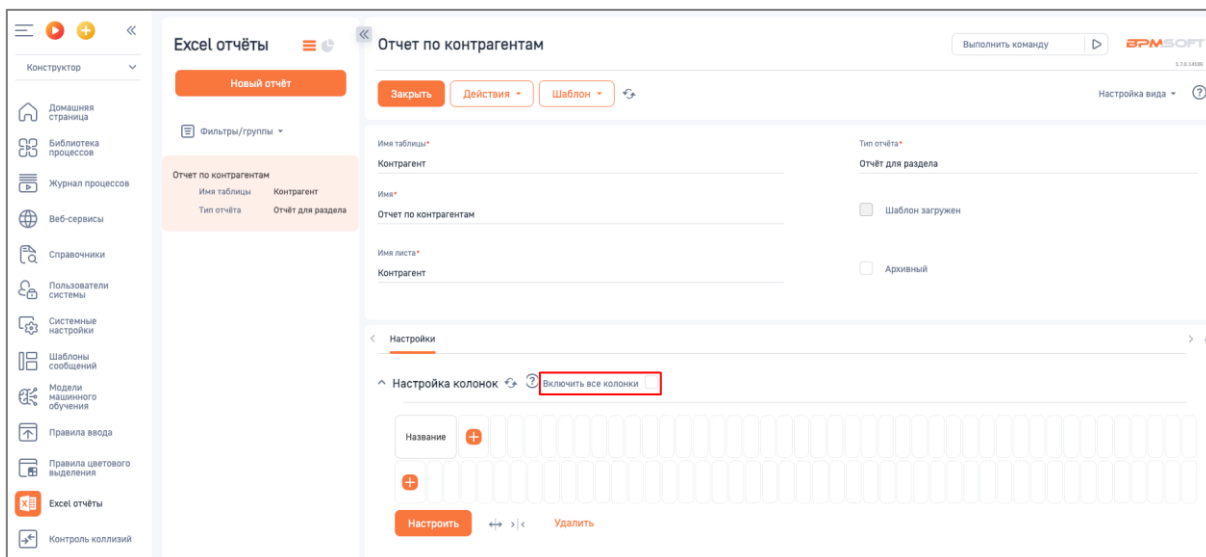 Конструктор
Домашняя
страница
Библиотека
процессов
Журнал процессов
Веб-сервисы
Справочники
Пользователи
системы
Системные
настройки
Шаблоны
сообщений
Модели
машинного
обучения
Правила ввода
Правила цветового
выделения
Excel отчёты
Контроль коллизий
Excel отчёты
Новый отчёт
Фильтры/группы
Отчет по контрагентам
Имя таблицы Контрагент
Тип отчёта Отчёт для раздела
Отчет по контрагентам
Выполнить команду
BPMSOFT
Закрыть Действия Шаблон
Настройка вида
Имя таблицы*
Контрагент
Тип отчёта*
Отчёт для раздела
Имя*
Отчет по контрагентам
Шаблон загружен
Имя листа*
Контрагент
Архивный
Настройки
Настройка колонок Включить все колонки
Название
Настроить Удалить